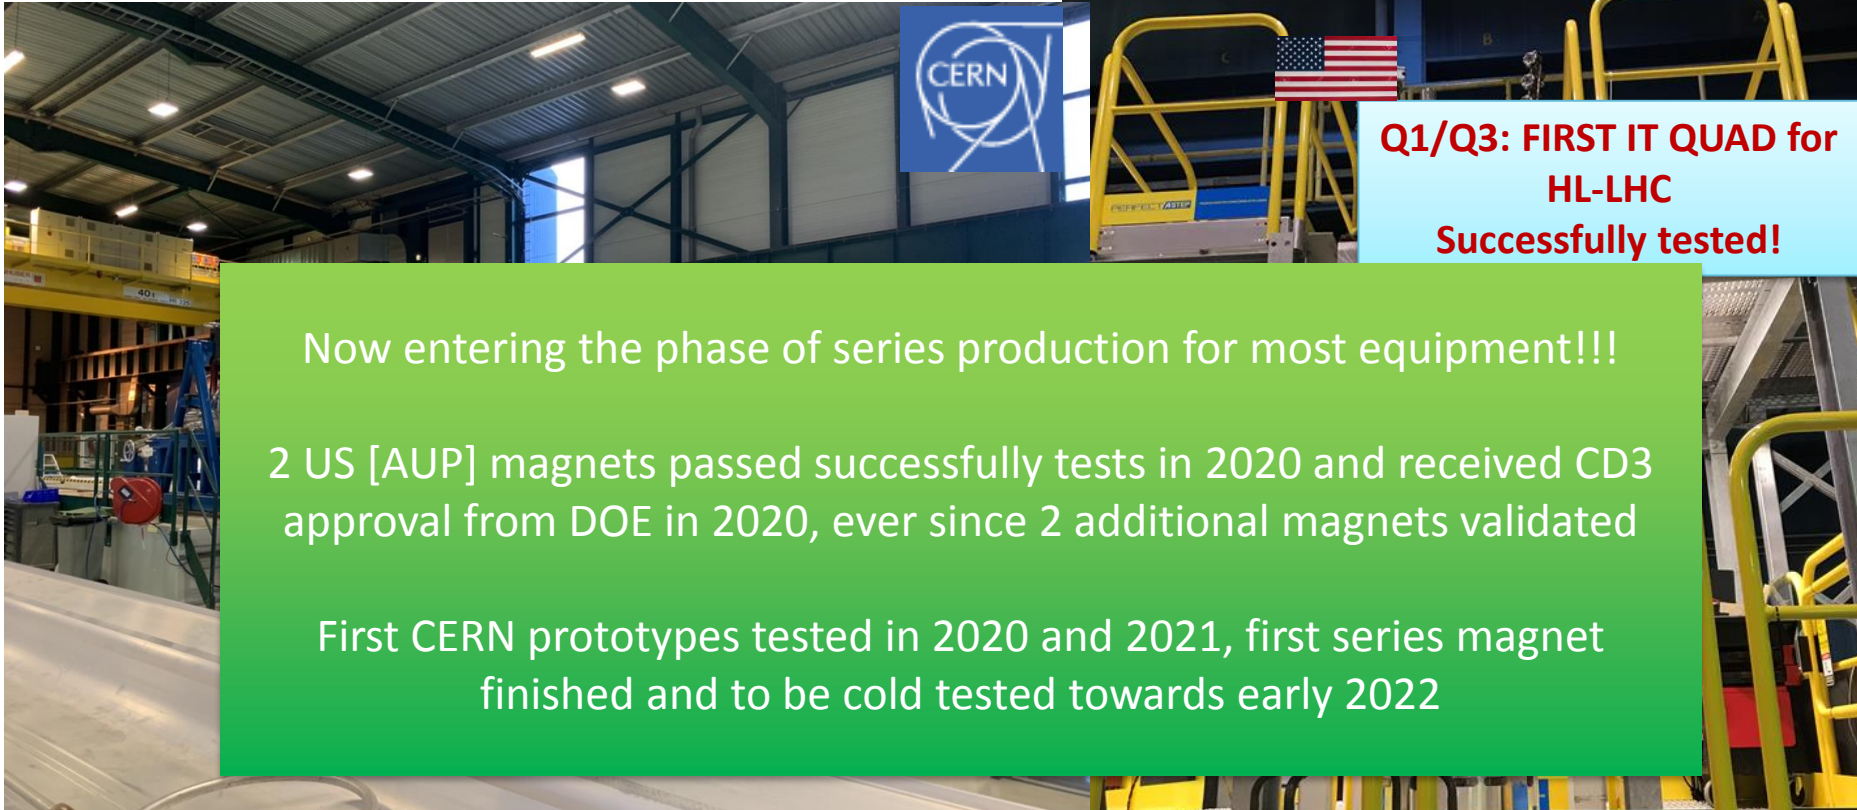 CERN
Q1/Q3: FIRST IT QUAD for
HL-LHC
Successfully tested!
PERFECT STEP
40t
Now entering the phase of series production for most equipment!!!
2 US [AUP] magnets passed successfully tests in 2020 and received CD3
approval from DOE in 2020, ever since 2 additional magnets validated
First CERN prototypes tested in 2020 and 2021, first series magnet
finished and to be cold tested towards early 2022